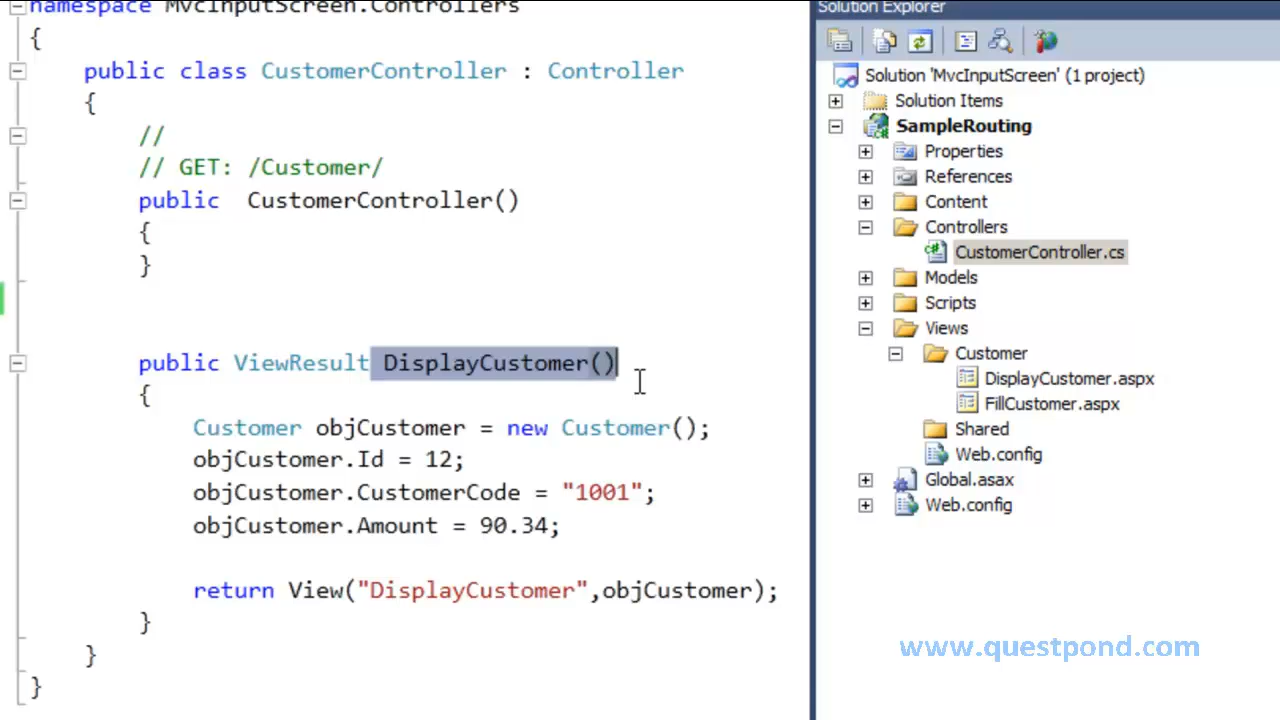 namespace MvcInputScreen.Controllers
{
public class CustomerController : Controller
{
//
// GET: /Customer/
public  CustomerController()
{
}
public ViewResult DisplayCustomer()
{
Customer objCustomer = new Customer();
objCustomer.Id = 12;
objCustomer.CustomerCode = "1001";
objCustomer.Amount = 90.34;
return View("DisplayCustomer",objCustomer);
}
}
}
Solution Explorer
Solution 'MvcInputScreen' (1 project)
Solution Items
SampleRouting
Properties
References
Content
Controllers
CustomerController.cs
Models
Scripts
Views
Customer
DisplayCustomer.aspx
FillCustomer.aspx
Shared
Web.config
Global.asax
Web.config
www.questpond.com